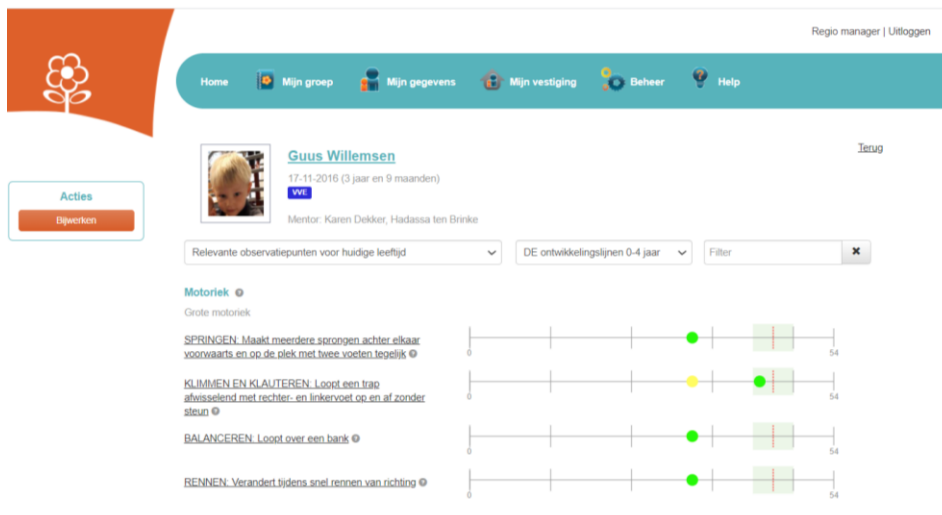 Regio manager | Uitloggen
Home Mijn groep Mijn gegevens Mijn vestiging Beheer Help
Terug
Guus Willemsen
17-11-2016 (3 jaar en 9 maanden)
VVE
Mentor: Karen Dekker, Hadassa ten Brinke
Acties
Bijwerken
Relevante observatiepunten voor huidige leeftijd
DE ontwikkelingslijnen 0-4 jaar
Filter
Motoriek
Grote motoriek
SPRINGEN: Maakt meerdere sprongen achter elkaar
voorwaarts en op de plek met twee voeten tegelijk
0 54
KLIMMEN EN KLAUTEREN: Loopt een trap
afwisselend met rechter- en linkervoet op en af zonder
steun
0 54
BALANCEREN: Loopt over een bank
0 54
RENNEN: Verandert tijdens snel rennen van richting
0 54